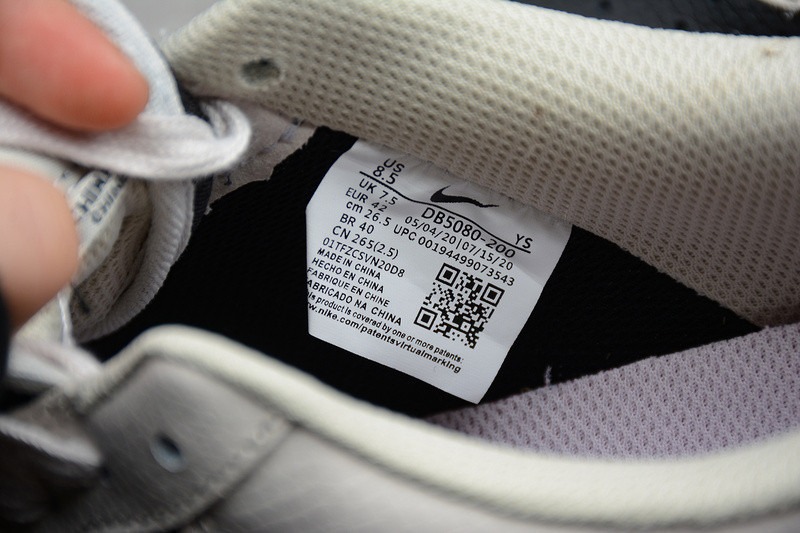 US
8.5
UK 7.5
EUR 42
cm 26.5
BR 40
CN 265(2.5)
DB5080-200
YS
05/04/20|07/15/20
UPC 00194499073543
01TFZCSVN20D8
MADE IN CHINA
HECHO EN CHINA
FABRIQUE EN CHINE
FABRICADO NA CHINA
This product is covered by one or more patents:
www.nike.com/patentsvirtualmarking